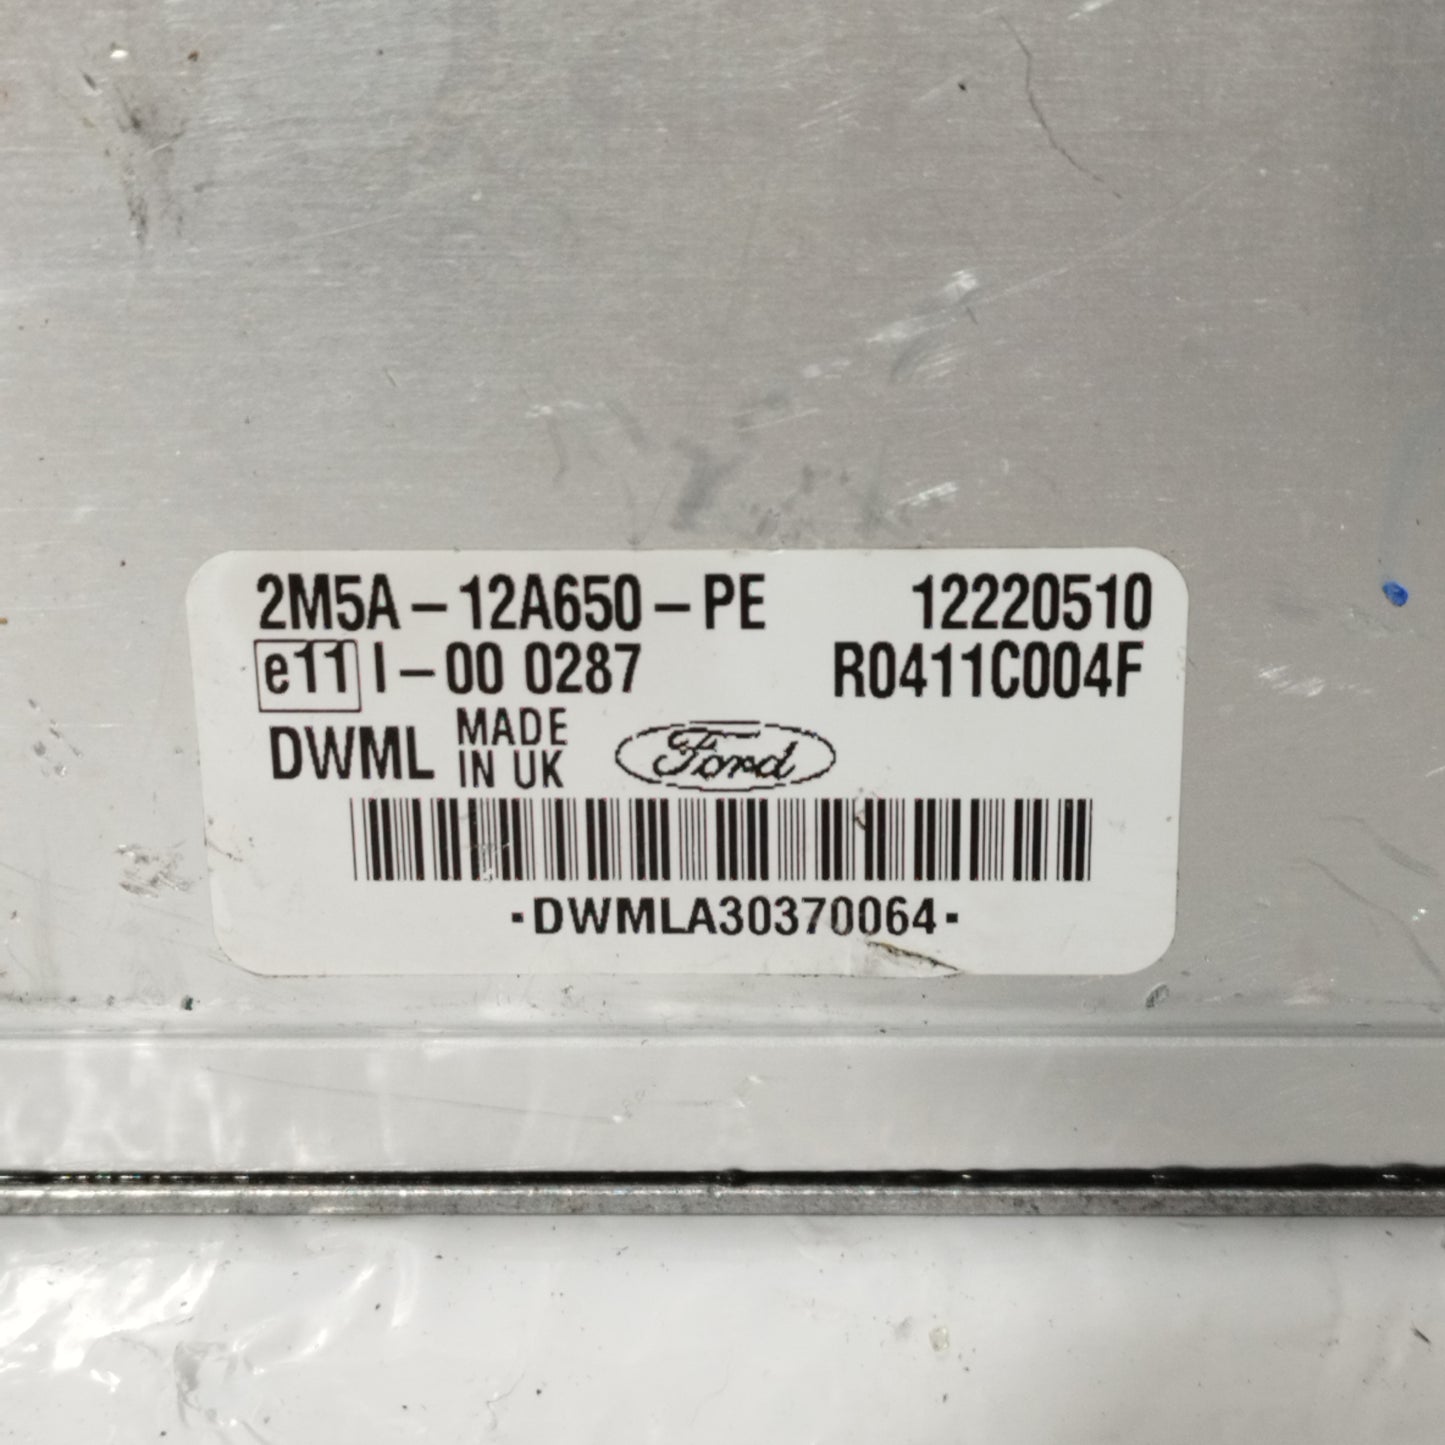 2M5A-12A650-PE 12220510
e11 I-00 0287 R0411C004F
DWML MADE IN UK Ford
-DWMLA30370064-